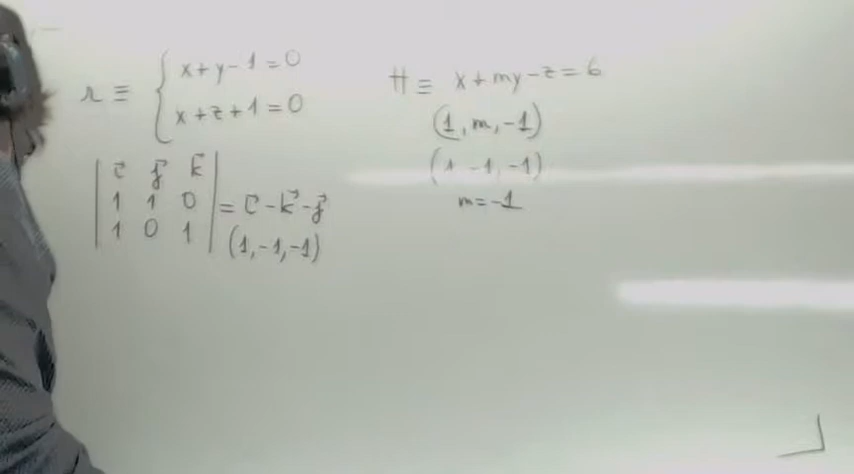 r ≡ { x + y - 1 = 0
x + z + 1 = 0
| i⃗ j⃗ k⃗ |
| 1 1 0 | = i⃗ - k⃗ - j⃗
| 1 0 1 | (1, -1, -1)
π ≡ x + my - z = 6
(1, m, -1)
(1 -1, -1)
m = -1